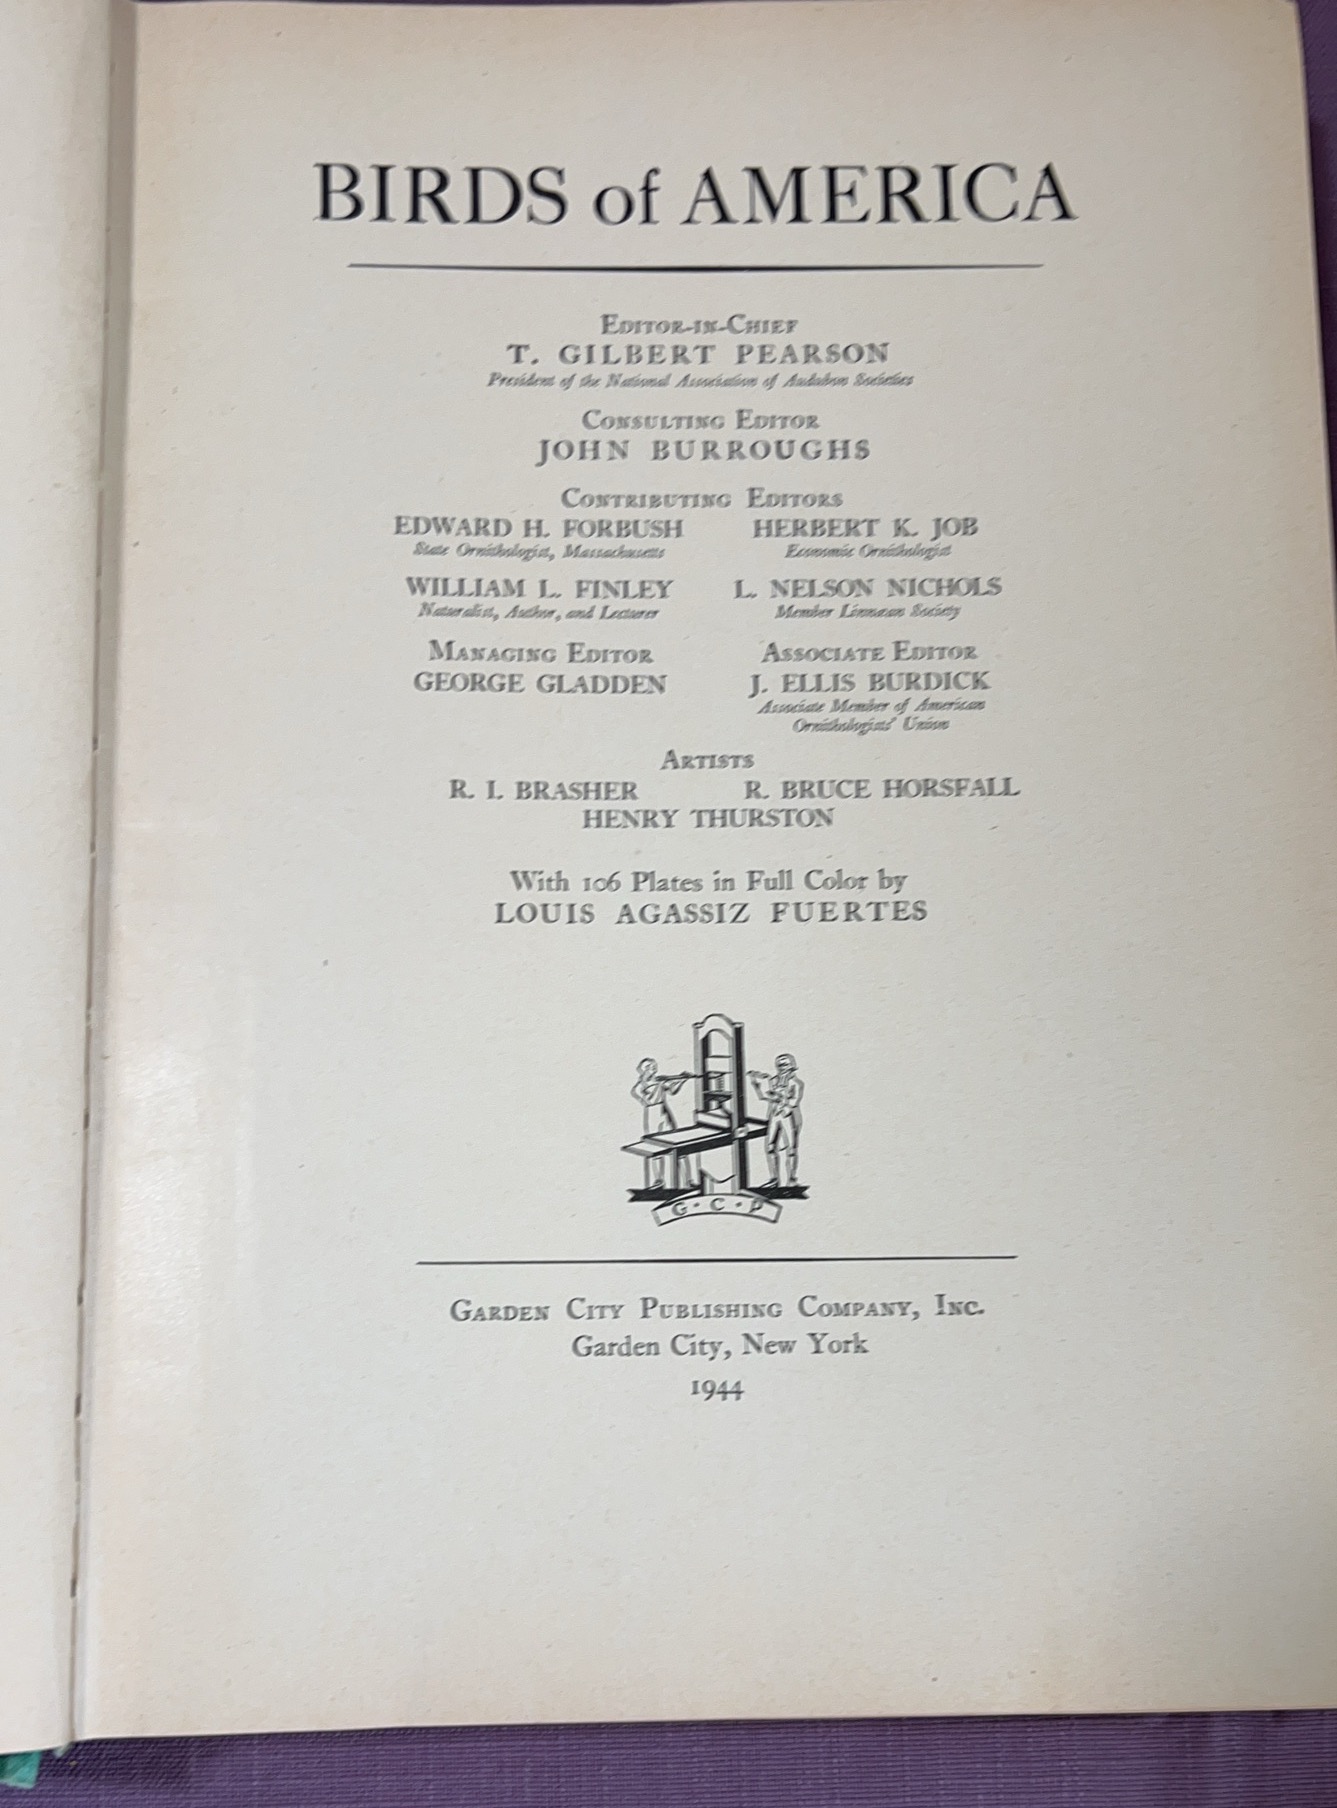 BIRDS of AMERICA
EDITOR-IN-CHIEF
T. GILBERT PEARSON
President of the National Association of Audubon Societies
CONSULTING EDITOR
JOHN BURROUGHS
CONTRIBUTING EDITORS
EDWARD H. FORBUSH HERBERT K. JOB
State Ornithologist, Massachusetts Economic Ornithologist
WILLIAM L. FINLEY L. NELSON NICHOLS
Naturalist, Author, and Lecturer Member Linnæan Society
MANAGING EDITOR ASSOCIATE EDITOR
GEORGE GLADDEN J. ELLIS BURDICK
Associate Member of American
Ornithologists' Union
ARTISTS
R. I. BRASHER R. BRUCE HORSFALL
HENRY THURSTON
With 106 Plates in Full Color by
LOUIS AGASSIZ FUERTES
G·C·P
GARDEN CITY PUBLISHING COMPANY, INC.
Garden City, New York
1944